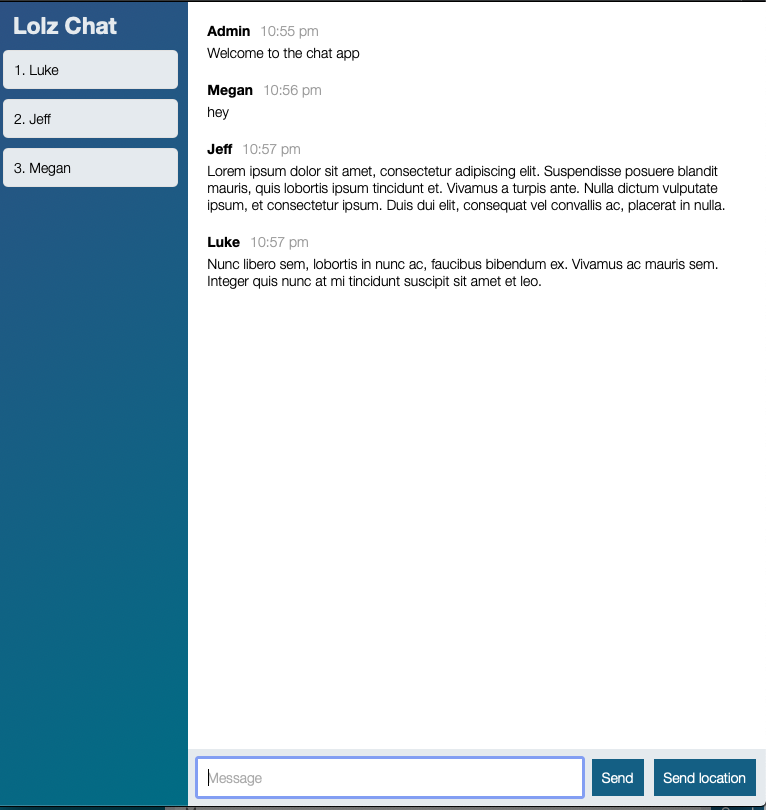 Lolz Chat
1. Luke
2. Jeff
3. Megan
Admin 10:55 pm
Welcome to the chat app
Megan 10:56 pm
hey
Jeff 10:57 pm
Lorem ipsum dolor sit amet, consectetur adipiscing elit. Suspendisse posuere blandit
mauris, quis lobortis ipsum tincidunt et. Vivamus a turpis ante. Nulla dictum vulputate
ipsum, et consectetur ipsum. Duis dui elit, consequat vel convallis ac, placerat in nulla.
Luke 10:57 pm
Nunc libero sem, lobortis in nunc ac, faucibus bibendum ex. Vivamus ac mauris sem.
Integer quis nunc at mi tincidunt suscipit sit amet et leo.
Message
Send
Send location